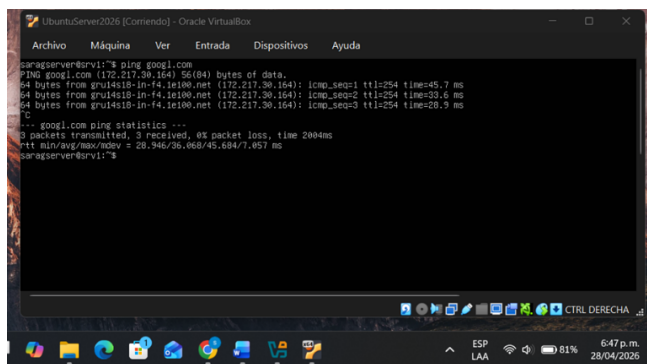 UbuntuServer2026 [Corriendo] - Oracle VirtualBox
Archivo Máquina Ver Entrada Dispositivos Ayuda
saragserver@srv1:~$ ping googl.com
PING googl.com (172.217.30.164) 56(84) bytes of data.
64 bytes from gru14s18-in-f4.1e100.net (172.217.30.164): icmp_seq=1 ttl=254 time=45.7 ms
64 bytes from gru14s18-in-f4.1e100.net (172.217.30.164): icmp_seq=2 ttl=254 time=33.6 ms
64 bytes from gru14s18-in-f4.1e100.net (172.217.30.164): icmp_seq=3 ttl=254 time=28.9 ms
^C
--- googl.com ping statistics ---
3 packets transmitted, 3 received, 0% packet loss, time 2004ms
rtt min/avg/max/mdev = 28.946/36.068/45.684/7.057 ms
saragserver@srv1:~$
CTRL DERECHA
ESP
LAA
81%
6:47 p.m.
28/04/2026